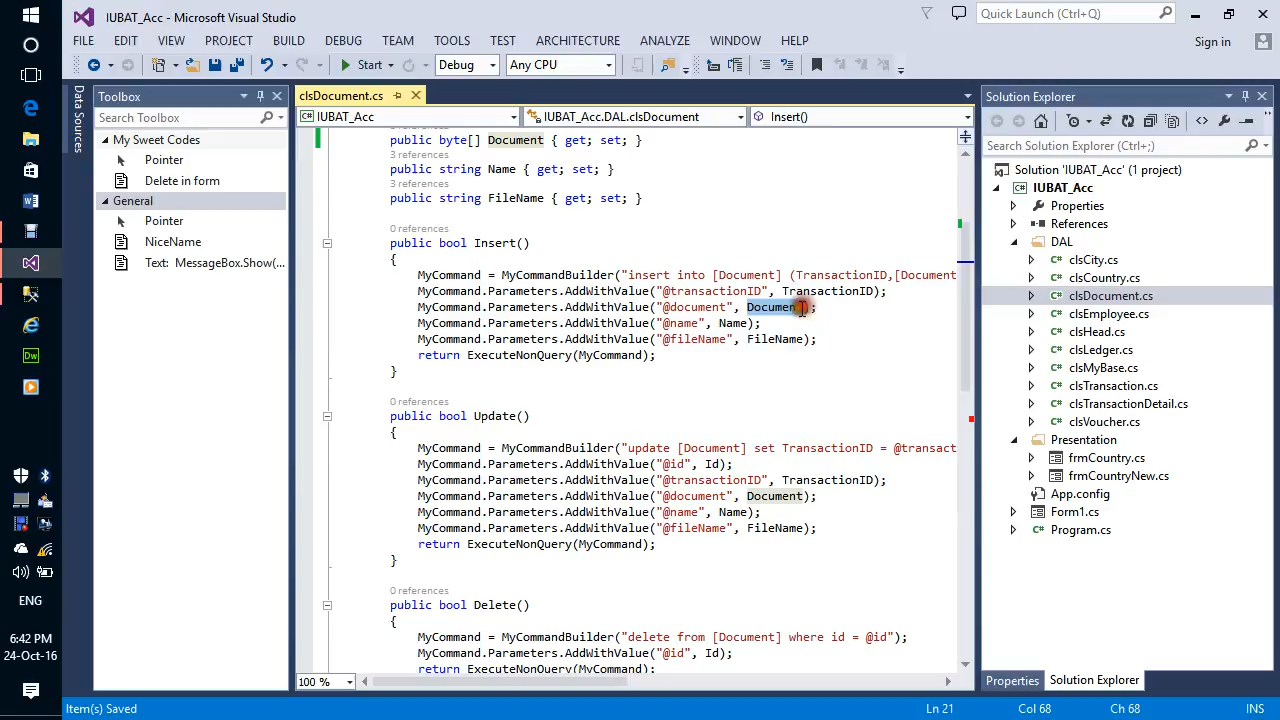 IUBAT_Acc - Microsoft Visual Studio
Quick Launch (Ctrl+Q)
FILE EDIT VIEW PROJECT BUILD DEBUG TEAM TOOLS TEST ARCHITECTURE ANALYZE WINDOW HELP
Sign in
Start Debug Any CPU
Data Sources
Toolbox
Search Toolbox
My Sweet Codes
Pointer
Delete in form
General
Pointer
NiceName
Text: MessageBox.Show(...
clsDocument.cs
IUBAT_Acc IUBAT_Acc.DAL.clsDocument Insert()
public byte[] Document { get; set; }
3 references
public string Name { get; set; }
3 references
public string FileName { get; set; }
0 references
public bool Insert()
{
MyCommand = MyCommandBuilder("insert into [Document] (TransactionID,[Document
MyCommand.Parameters.AddWithValue("@transactionID", TransactionID);
MyCommand.Parameters.AddWithValue("@document", Document);
MyCommand.Parameters.AddWithValue("@name", Name);
MyCommand.Parameters.AddWithValue("@fileName", FileName);
return ExecuteNonQuery(MyCommand);
}
0 references
public bool Update()
{
MyCommand = MyCommandBuilder("update [Document] set TransactionID = @transact
MyCommand.Parameters.AddWithValue("@id", Id);
MyCommand.Parameters.AddWithValue("@transactionID", TransactionID);
MyCommand.Parameters.AddWithValue("@document", Document);
MyCommand.Parameters.AddWithValue("@name", Name);
MyCommand.Parameters.AddWithValue("@fileName", FileName);
return ExecuteNonQuery(MyCommand);
}
0 references
public bool Delete()
{
MyCommand = MyCommandBuilder("delete from [Document] where id = @id");
MyCommand.Parameters.AddWithValue("@id", Id);
return ExecuteNonQuery(MyCommand);
100 %
Solution Explorer
Search Solution Explorer (Ctrl+;)
Solution 'IUBAT_Acc' (1 project)
IUBAT_Acc
Properties
References
DAL
clsCity.cs
clsCountry.cs
clsDocument.cs
clsEmployee.cs
clsHead.cs
clsLedger.cs
clsMyBase.cs
clsTransaction.cs
clsTransactionDetail.cs
clsVoucher.cs
Presentation
frmCountry.cs
frmCountryNew.cs
App.config
Form1.cs
Program.cs
Properties Solution Explorer
Item(s) Saved Ln 21 Col 68 Ch 68 INS
ENG
6:42 PM
24-Oct-16